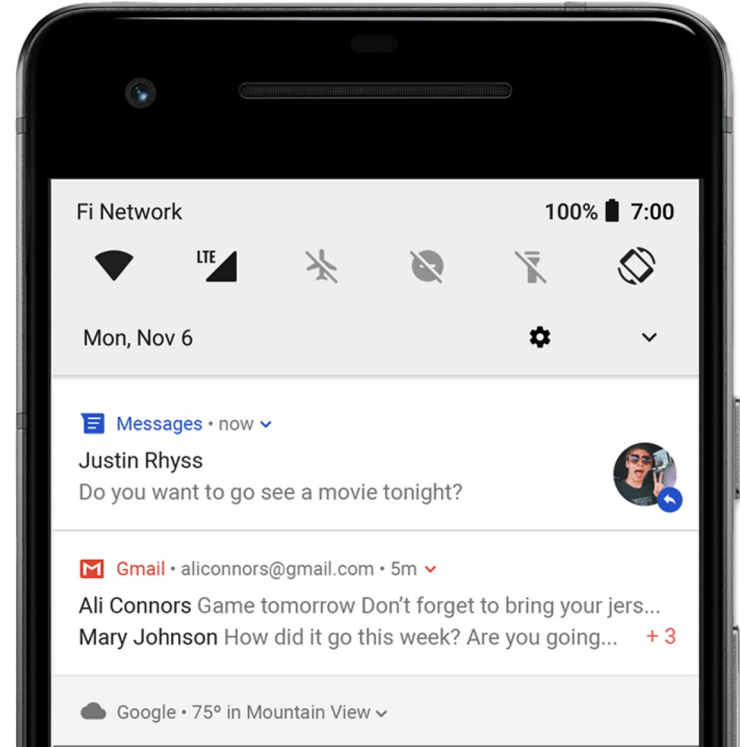 Fi Network 100% 7:00
LTE
Mon, Nov 6
Messages • now
Justin Rhyss
Do you want to go see a movie tonight?
Gmail • aliconnors@gmail.com • 5m
Ali Connors Game tomorrow Don’t forget to bring your jers...
Mary Johnson How did it go this week? Are you going... + 3
Google • 75º in Mountain View